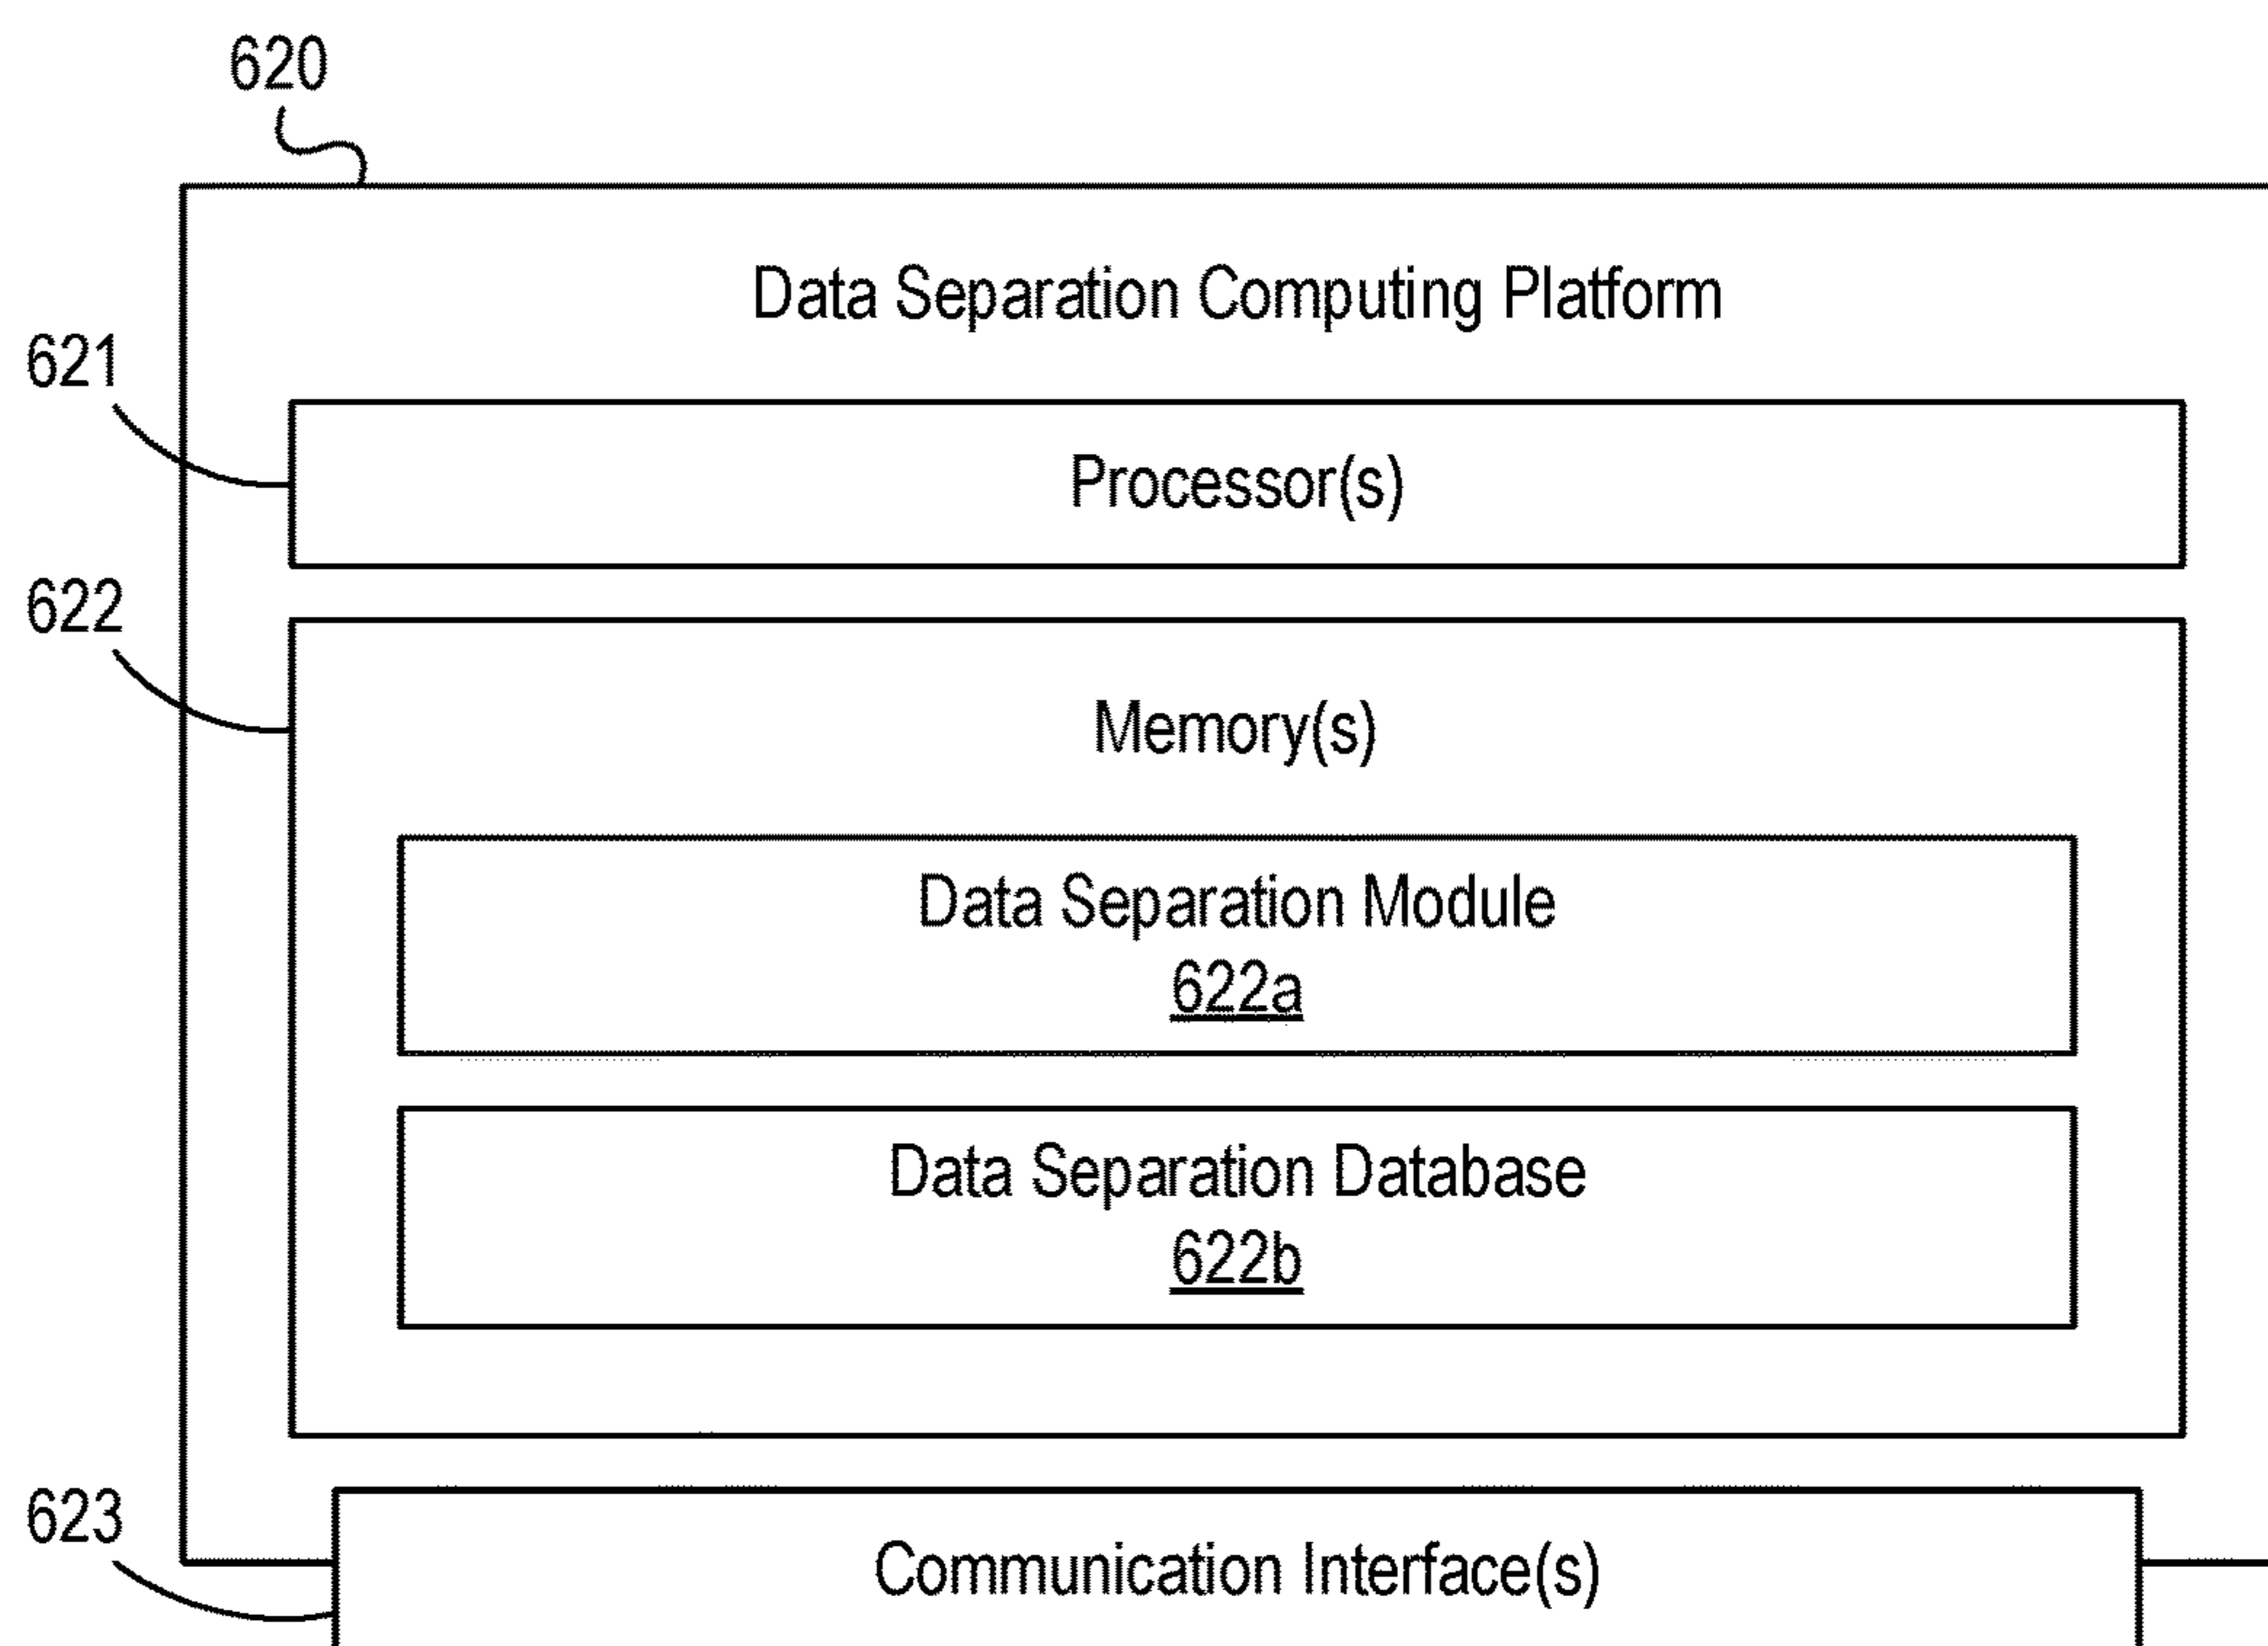 620
Data Separation Computing Platform
621
Processor(s)
622
Memory(s)
Data Separation Module
622a
Data Separation Database
622b
623
Communication Interface(s)